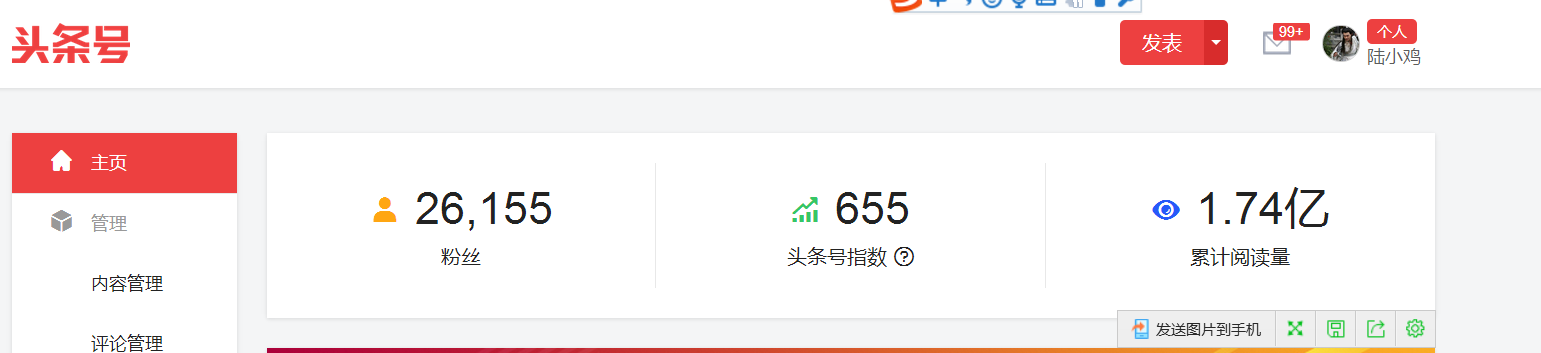 头条号
发表
99+
个人
陆小鸡
主页
管理
内容管理
评论管理
26,155
粉丝
655
头条号指数
1.74亿
累计阅读量
发送图片到手机